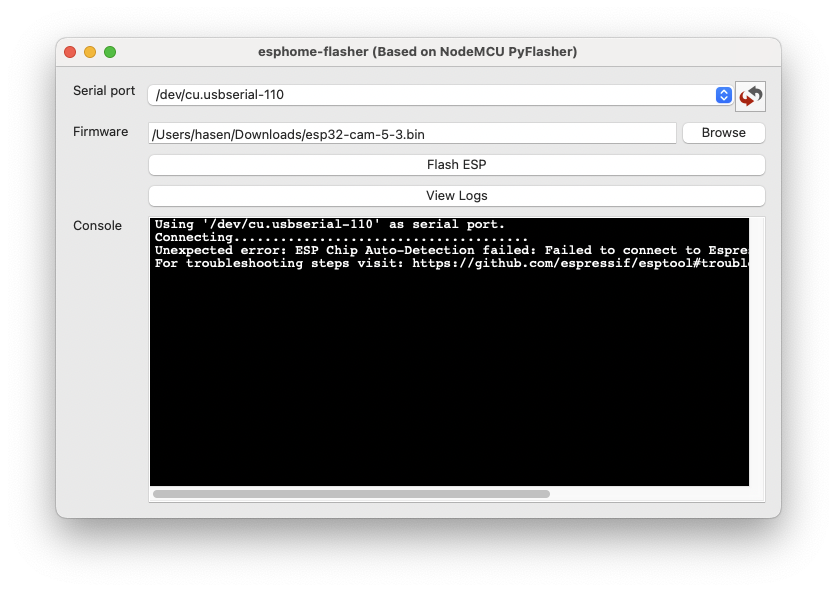 esphome-flasher (Based on NodeMCU PyFlasher)
Serial port
/dev/cu.usbserial-110
Firmware
/Users/hasen/Downloads/esp32-cam-5-3.bin
Browse
Flash ESP
View Logs
Console
Using '/dev/cu.usbserial-110' as serial port.
Connecting......................................
Unexpected error: ESP Chip Auto-Detection failed: Failed to connect to Espre
For troubleshooting steps visit: https://github.com/espressif/esptool#troubl